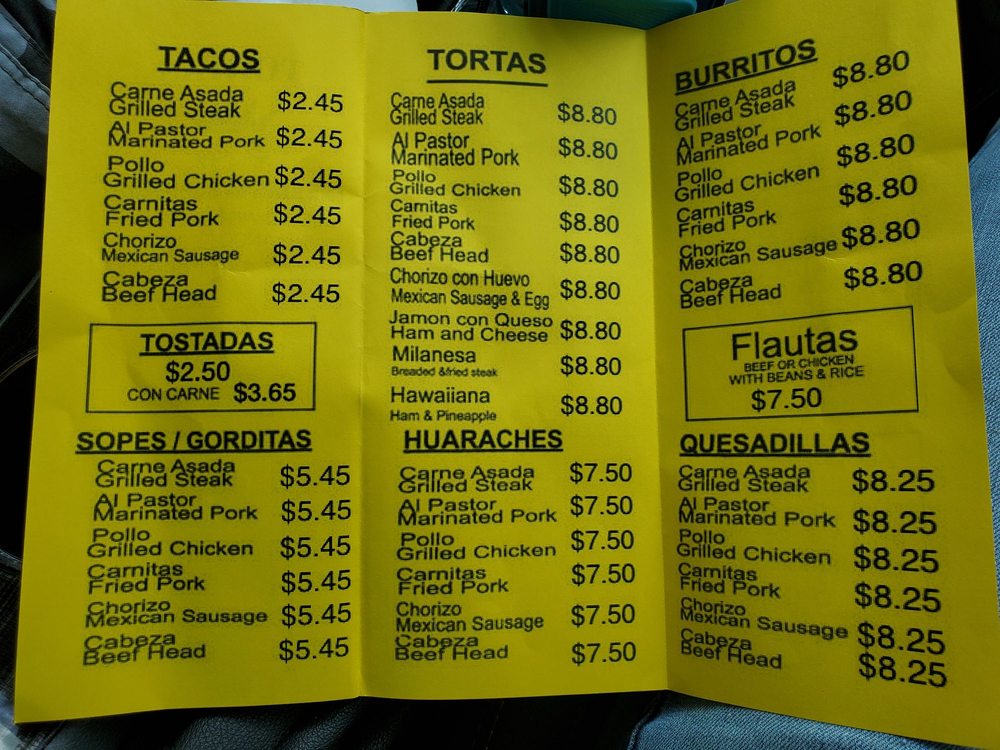 TACOS
Carne Asada
Grilled Steak $2.45
Al Pastor
Marinated Pork $2.45
Pollo
Grilled Chicken $2.45
Carnitas
Fried Pork $2.45
Chorizo
Mexican Sausage $2.45
Cabeza
Beef Head $2.45
TOSTADAS
$2.50
CON CARNE $3.65
SOPES / GORDITAS
Carne Asada
Grilled Steak $5.45
Al Pastor
Marinated Pork $5.45
Pollo
Grilled Chicken $5.45
Carnitas
Fried Pork $5.45
Chorizo
Mexican Sausage $5.45
Cabeza
Beef Head $5.45
TORTAS
Carne Asada
Grilled Steak $8.80
Al Pastor
Marinated Pork $8.80
Pollo
Grilled Chicken $8.80
Carnitas
Fried Pork $8.80
Cabeza
Beef Head $8.80
Chorizo con Huevo
Mexican Sausage & Egg $8.80
Jamon con Queso
Ham and Cheese $8.80
Milanesa
Breaded &fried steak $8.80
Hawaiiana
Ham & Pineapple $8.80
HUARACHES
Carne Asada
Grilled Steak $7.50
Al Pastor
Marinated Pork $7.50
Pollo
Grilled Chicken $7.50
Carnitas
Fried Pork $7.50
Chorizo
Mexican Sausage $7.50
Cabeza
Beef Head $7.50
BURRITOS
Carne Asada
Grilled Steak $8.80
Al Pastor
Marinated Pork $8.80
Pollo
Grilled Chicken $8.80
Carnitas
Fried Pork $8.80
Chorizo
Mexican Sausage $8.80
Cabeza
Beef Head $8.80
Flautas
BEEF OR CHICKEN
WITH BEANS & RICE
$7.50
QUESADILLAS
Carne Asada
Grilled Steak $8.25
Al Pastor
Marinated Pork $8.25
Pollo
Grilled Chicken $8.25
Carnitas
Fried Pork $8.25
Chorizo
Mexican Sausage $8.25
Cabeza
Beef Head $8.25